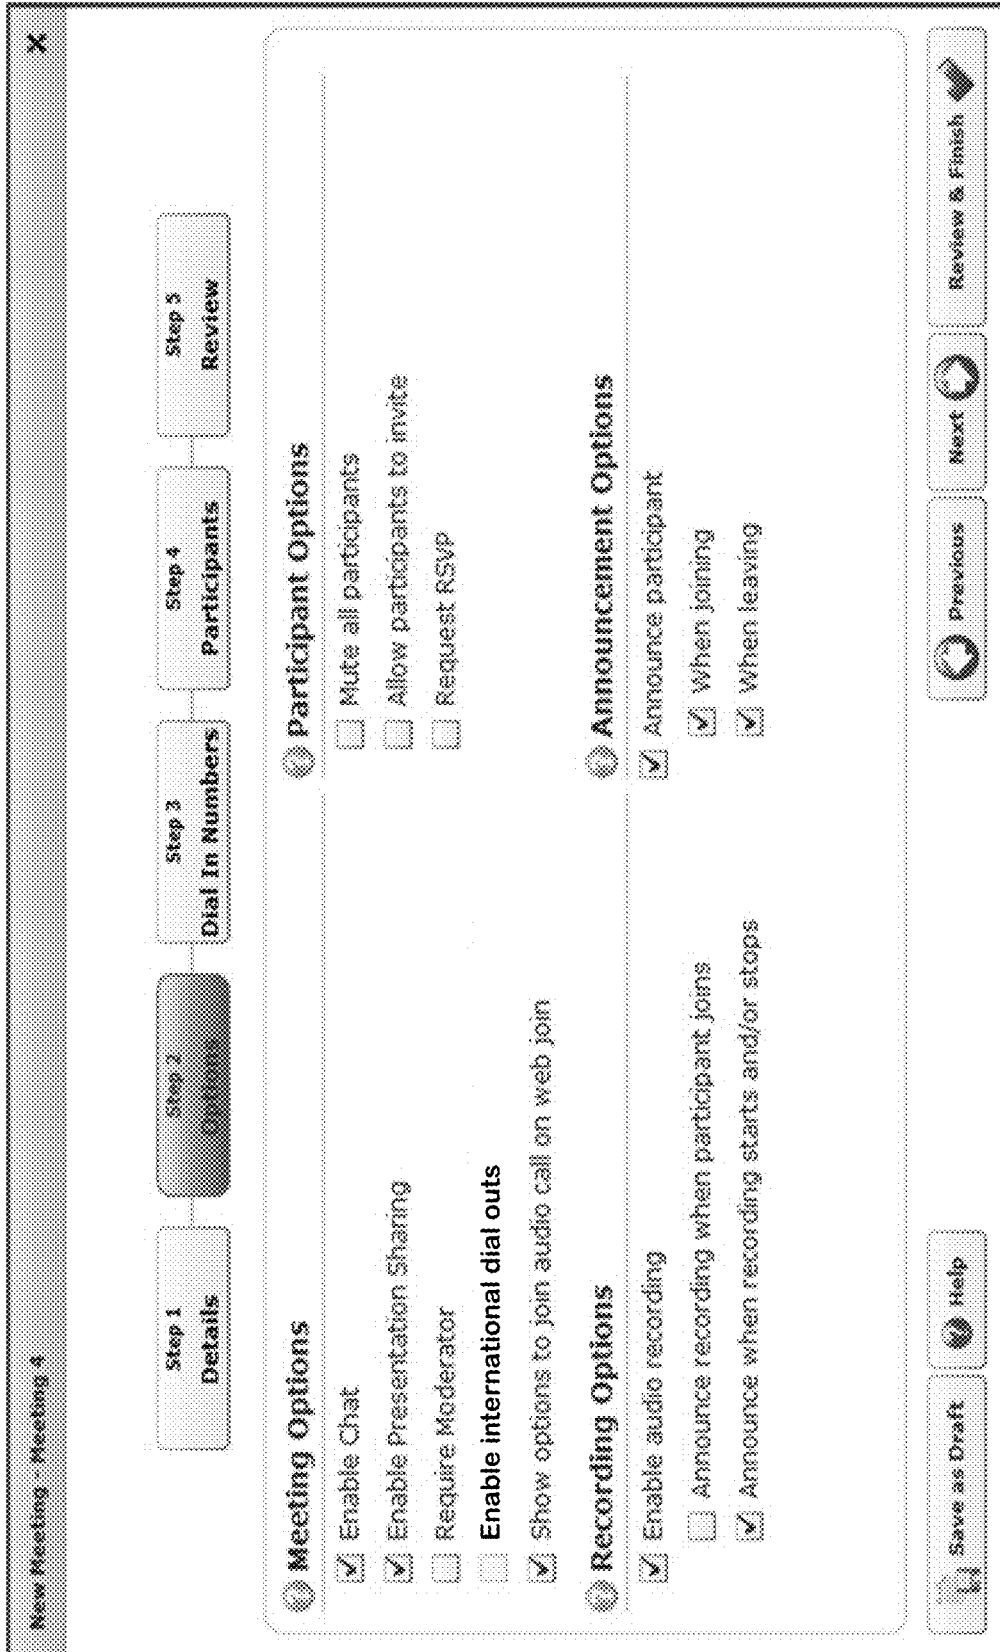 New Meeting - Meeting 4
Step 1
Details
Step 2
Options
Step 3
Dial In Numbers
Step 4
Participants
Step 5
Review
Meeting Options
Enable Chat
Enable Presentation Sharing
Require Moderator
Enable international dial outs
Show options to join audio call on web join
Participant Options
Mute all participants
Allow participants to invite
Request RSVP
Recording Options
Enable audio recording
Announce recording when participant joins
Announce when recording starts and/or stops
Announcement Options
Announce participant
When joining
When leaving
Save as Draft
Help
Previous
Next
Review & Finish